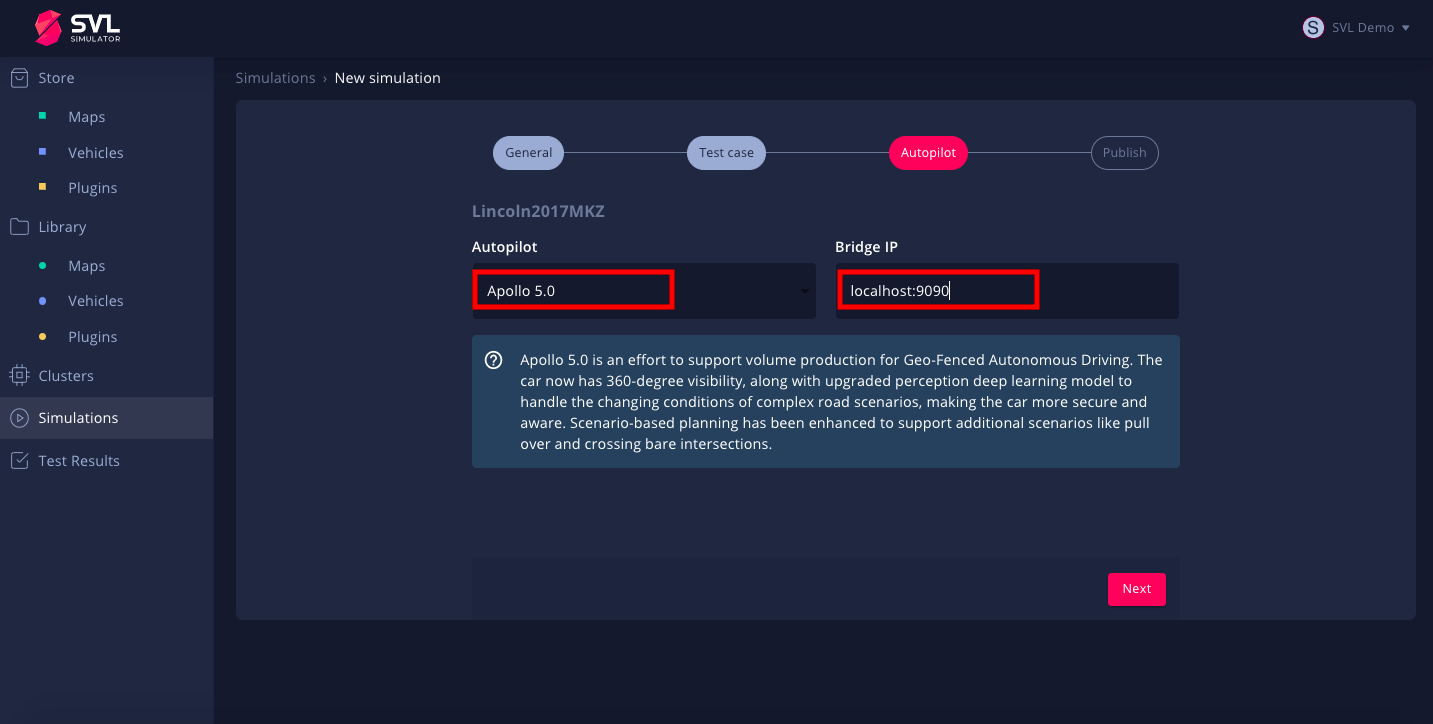 SVL
SIMULATOR
S SVL Demo
Store
Maps
Vehicles
Plugins
Library
Maps
Vehicles
Plugins
Clusters
Simulations
Test Results
Simulations › New simulation
General
Test case
Autopilot
Publish
Lincoln2017MKZ
Autopilot
Bridge IP
Apollo 5.0
localhost:9090
Apollo 5.0 is an effort to support volume production for Geo-Fenced Autonomous Driving. The
car now has 360-degree visibility, along with upgraded perception deep learning model to
handle the changing conditions of complex road scenarios, making the car more secure and
aware. Scenario-based planning has been enhanced to support additional scenarios like pull
over and crossing bare intersections.
Next